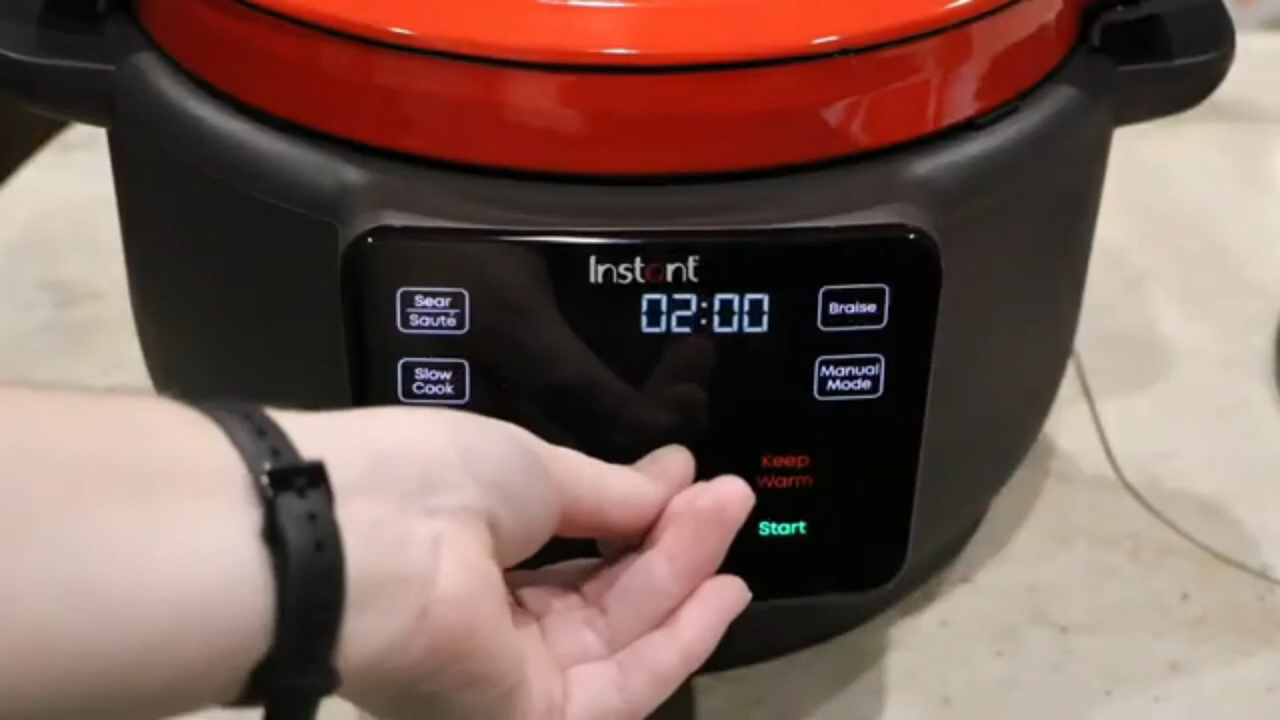 Instant
02:00
Sear
Sauté
Braise
Slow
Cook
Manual
Mode
Keep
Warm
Start